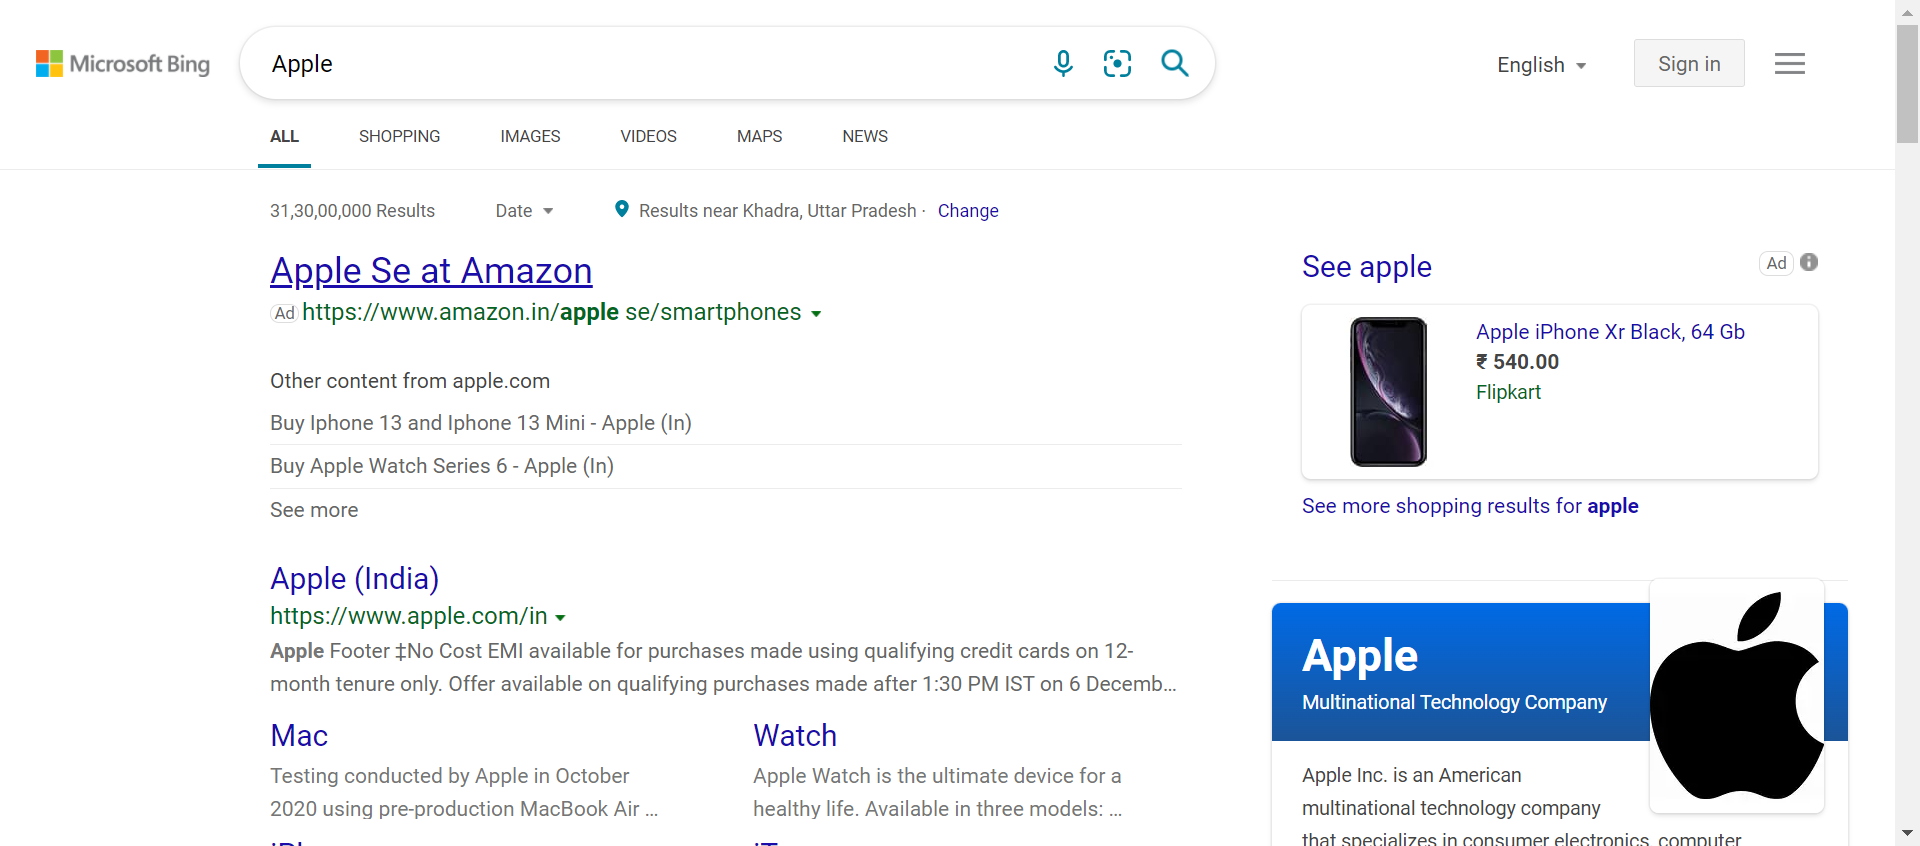 Microsoft Bing
Apple
English
Sign in
ALL
SHOPPING
IMAGES
VIDEOS
MAPS
NEWS
31,30,00,000 Results
Date
Results near Khadra, Uttar Pradesh · Change
Apple Se at Amazon
Ad https://www.amazon.in/apple se/smartphones
Other content from apple.com
Buy Iphone 13 and Iphone 13 Mini - Apple (In)
Buy Apple Watch Series 6 - Apple (In)
See more
Apple (India)
https://www.apple.com/in
Apple Footer ‡No Cost EMI available for purchases made using qualifying credit cards on 12-
month tenure only. Offer available on qualifying purchases made after 1:30 PM IST on 6 Decemb...
Mac
Testing conducted by Apple in October
2020 using pre-production MacBook Air ...
Watch
Apple Watch is the ultimate device for a
healthy life. Available in three models: ...
See apple
Ad
Apple iPhone Xr Black, 64 Gb
₹ 540.00
Flipkart
See more shopping results for apple
Apple
Multinational Technology Company
Apple Inc. is an American
multinational technology company
that specializes in consumer electronics, computer